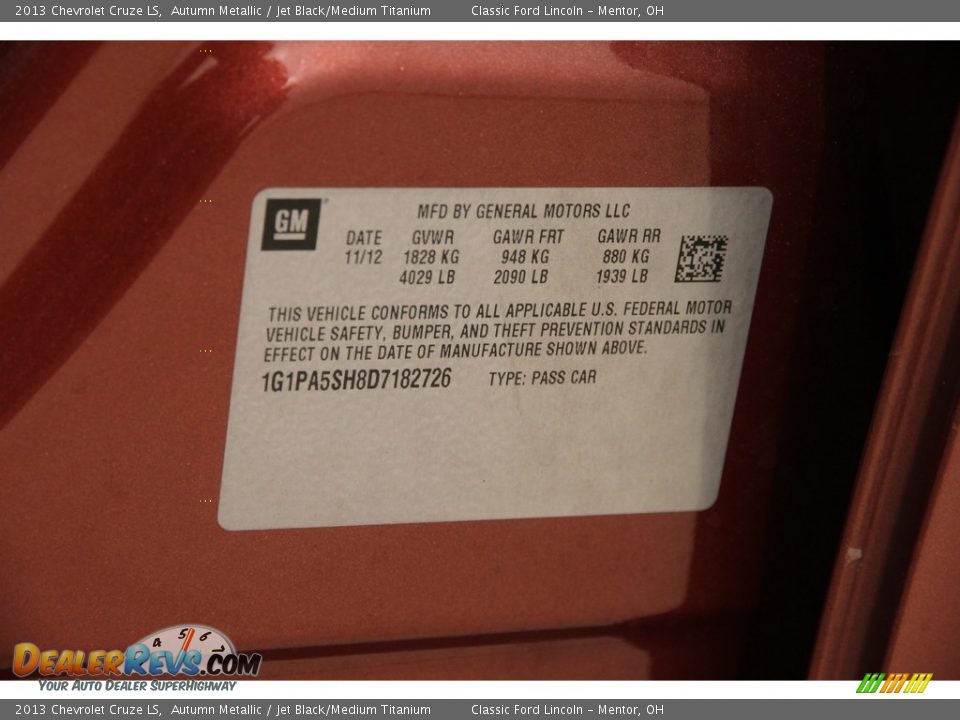 2013 Chevrolet Cruze LS, Autumn Metallic / Jet Black/Medium Titanium Classic Ford Lincoln - Mentor, OH
GM
MFD BY GENERAL MOTORS LLC
DATE GVWR GAWR FRT GAWR RR
11/12 1828 KG 948 KG 880 KG
4029 LB 2090 LB 1939 LB
THIS VEHICLE CONFORMS TO ALL APPLICABLE U.S. FEDERAL MOTOR
VEHICLE SAFETY, BUMPER, AND THEFT PREVENTION STANDARDS IN
EFFECT ON THE DATE OF MANUFACTURE SHOWN ABOVE.
1G1PA5SH8D7182726 TYPE: PASS CAR
4 5 6
DEALERREVS.COM
YOUR AUTO DEALER SUPERHIGHWAY
2013 Chevrolet Cruze LS, Autumn Metallic / Jet Black/Medium Titanium Classic Ford Lincoln - Mentor, OH